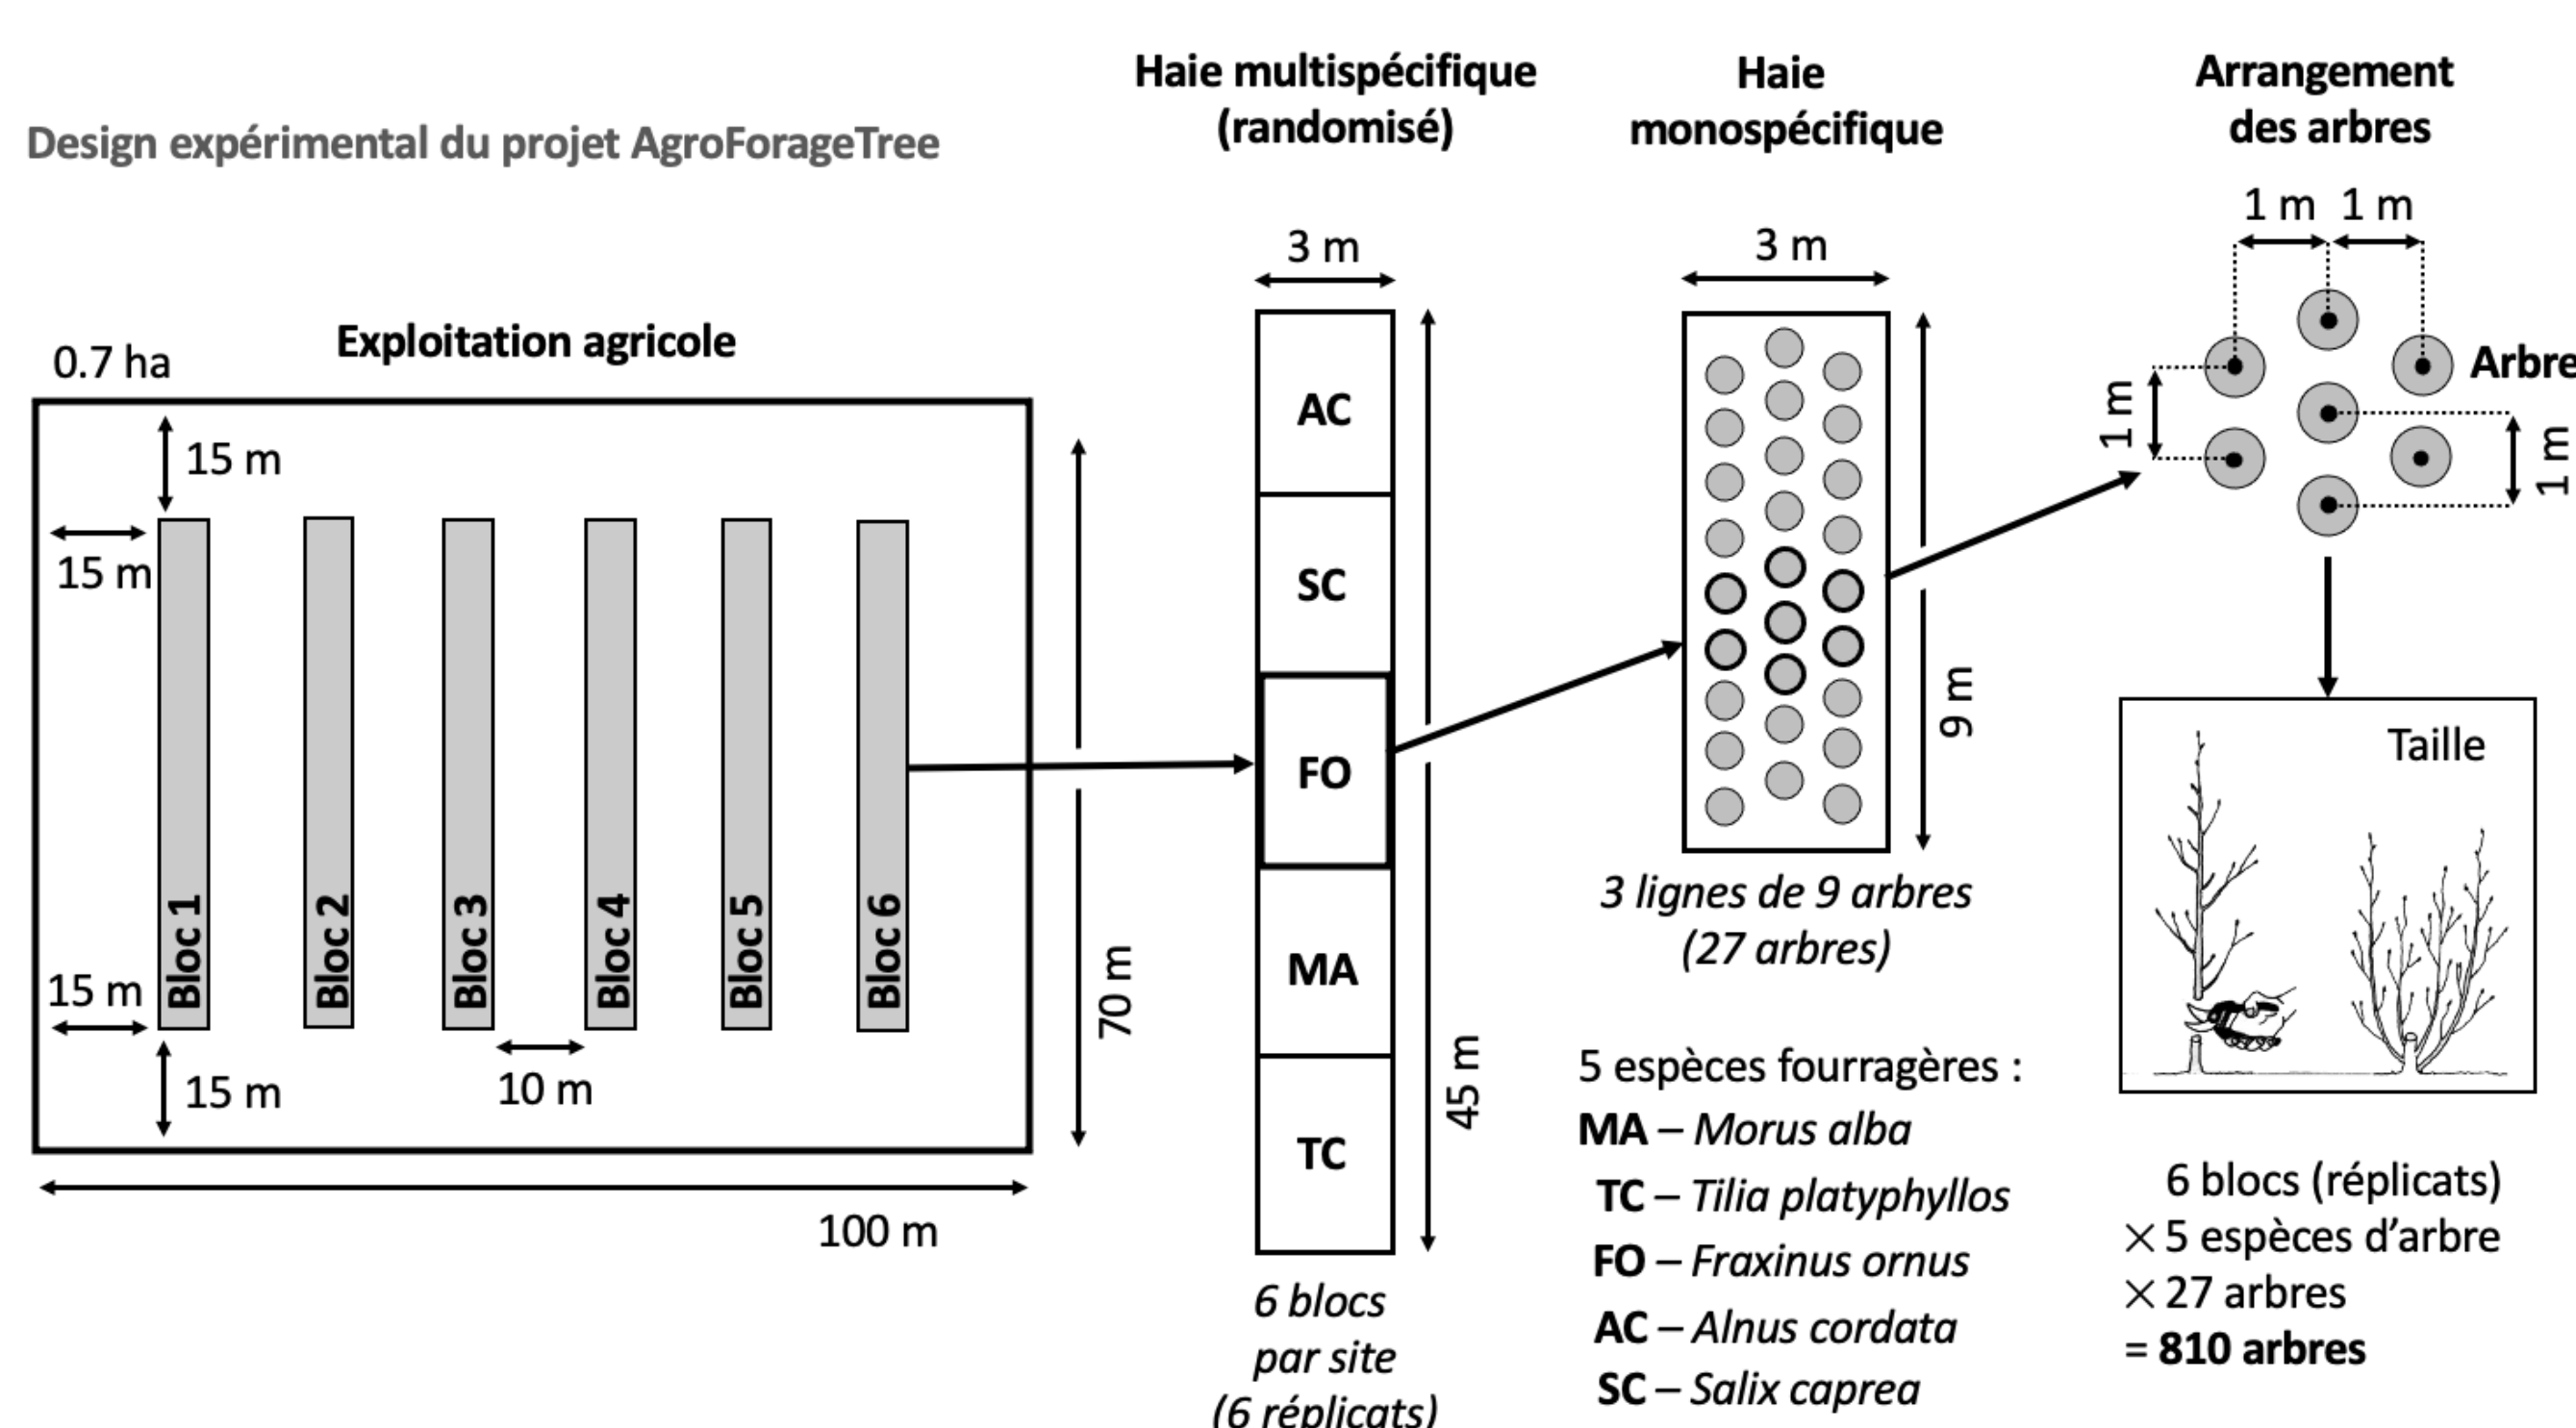 Design expérimental du projet AgroForageTree
Exploitation agricole
0.7 ha
15 m
15 m
Bloc 1
Bloc 2
Bloc 3
Bloc 4
Bloc 5
Bloc 6
15 m
15 m
10 m
70 m
100 m
Haie multispécifique
(randomisé)
3 m
AC
SC
FO
MA
TC
45 m
6 blocs
par site
(6 réplicats)
Haie
monospécifique
3 m
9 m
3 lignes de 9 arbres
(27 arbres)
5 espèces fourragères :
MA – Morus alba
TC – Tilia platyphyllos
FO – Fraxinus ornus
AC – Alnus cordata
SC – Salix caprea
Arrangement
des arbres
1 m 1 m
Arbre
1 m
1 m
Taille
6 blocs (réplicats)
× 5 espèces d’arbre
× 27 arbres
= 810 arbres